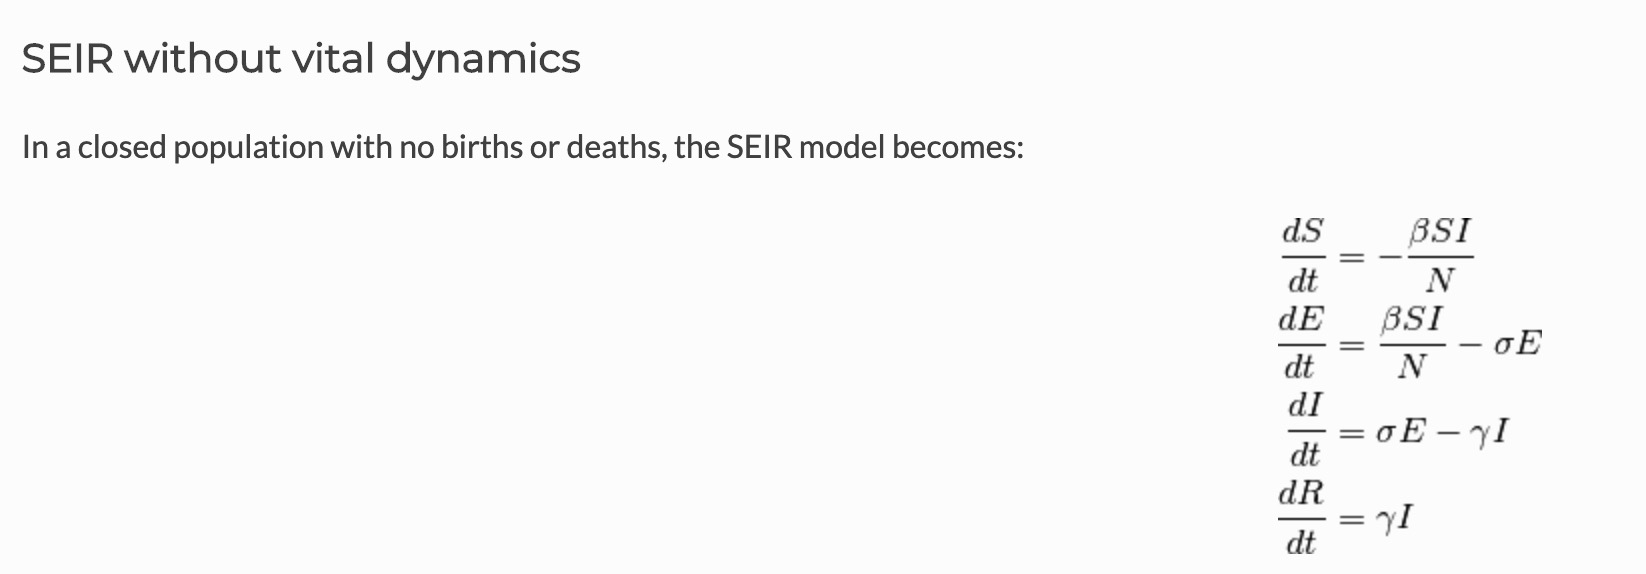 SEIR without vital dynamics
In a closed population with no births or deaths, the SEIR model becomes:
dS/dt = −βSI/N
dE/dt = βSI/N − σE
dI/dt = σE − γI
dR/dt = γI